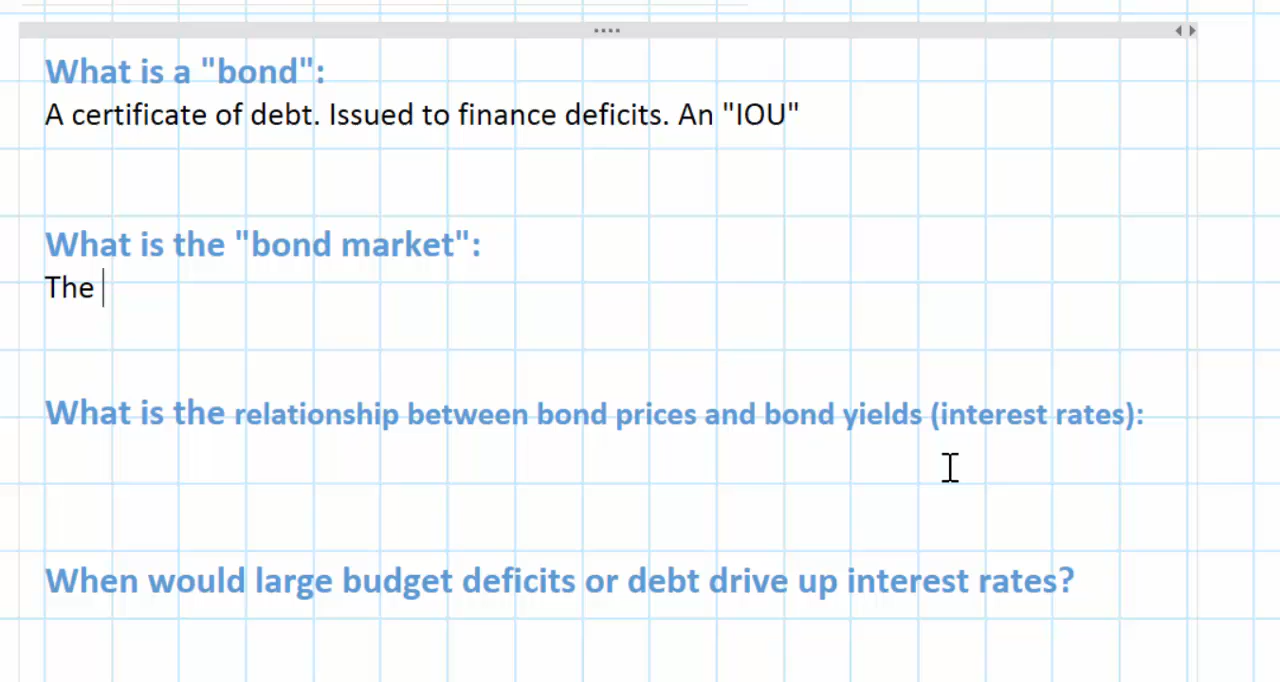 What is a "bond":
A certificate of debt. Issued to finance deficits. An "IOU"
What is the "bond market":
The
What is the relationship between bond prices and bond yields (interest rates):
When would large budget deficits or debt drive up interest rates?